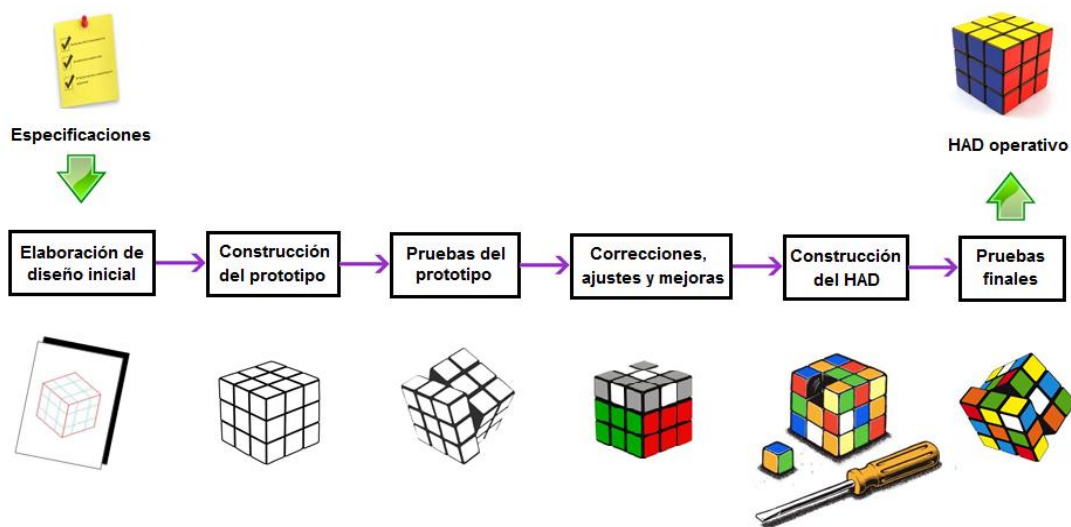 Especificaciones
HAD operativo
Elaboración de
diseño inicial
Construcción
del prototipo
Pruebas del
prototipo
Correcciones,
ajustes y mejoras
Construcción
del HAD
Pruebas
finales